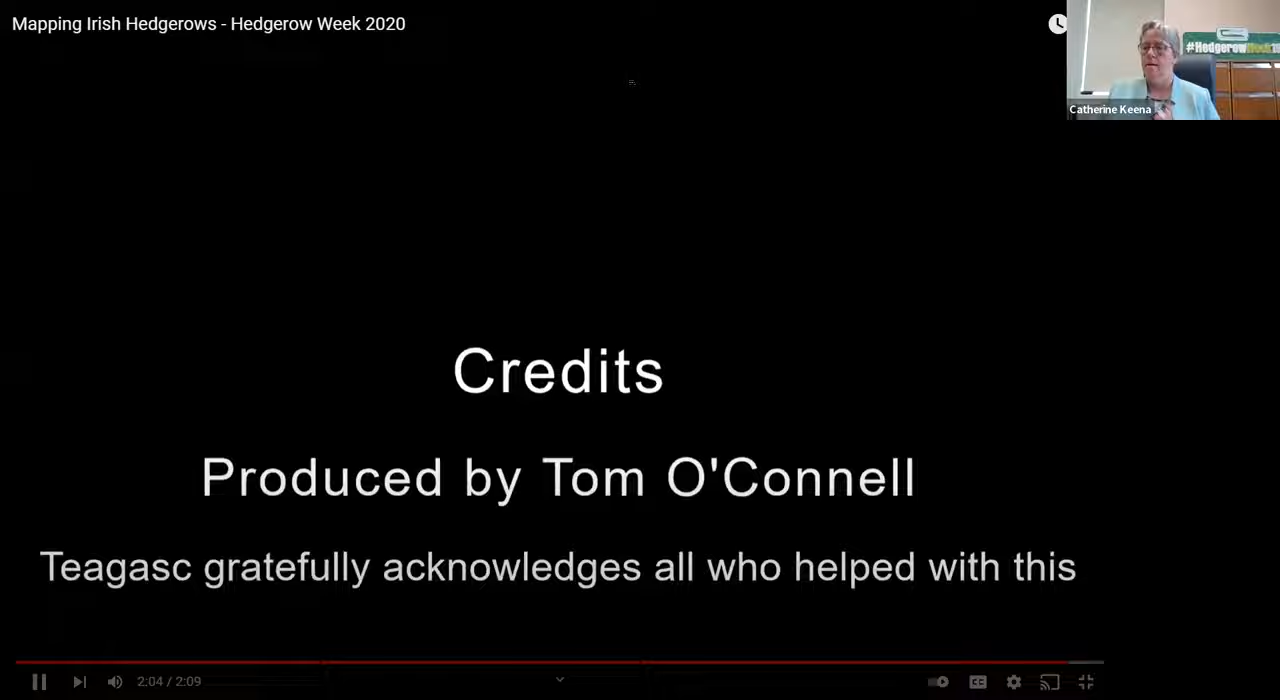 Mapping Irish Hedgerows - Hedgerow Week 2020
#HedgerowWeek
Catherine Keena
Credits
Produced by Tom O'Connell
Teagasc gratefully acknowledges all who helped with this
2:04 / 2:09
CC